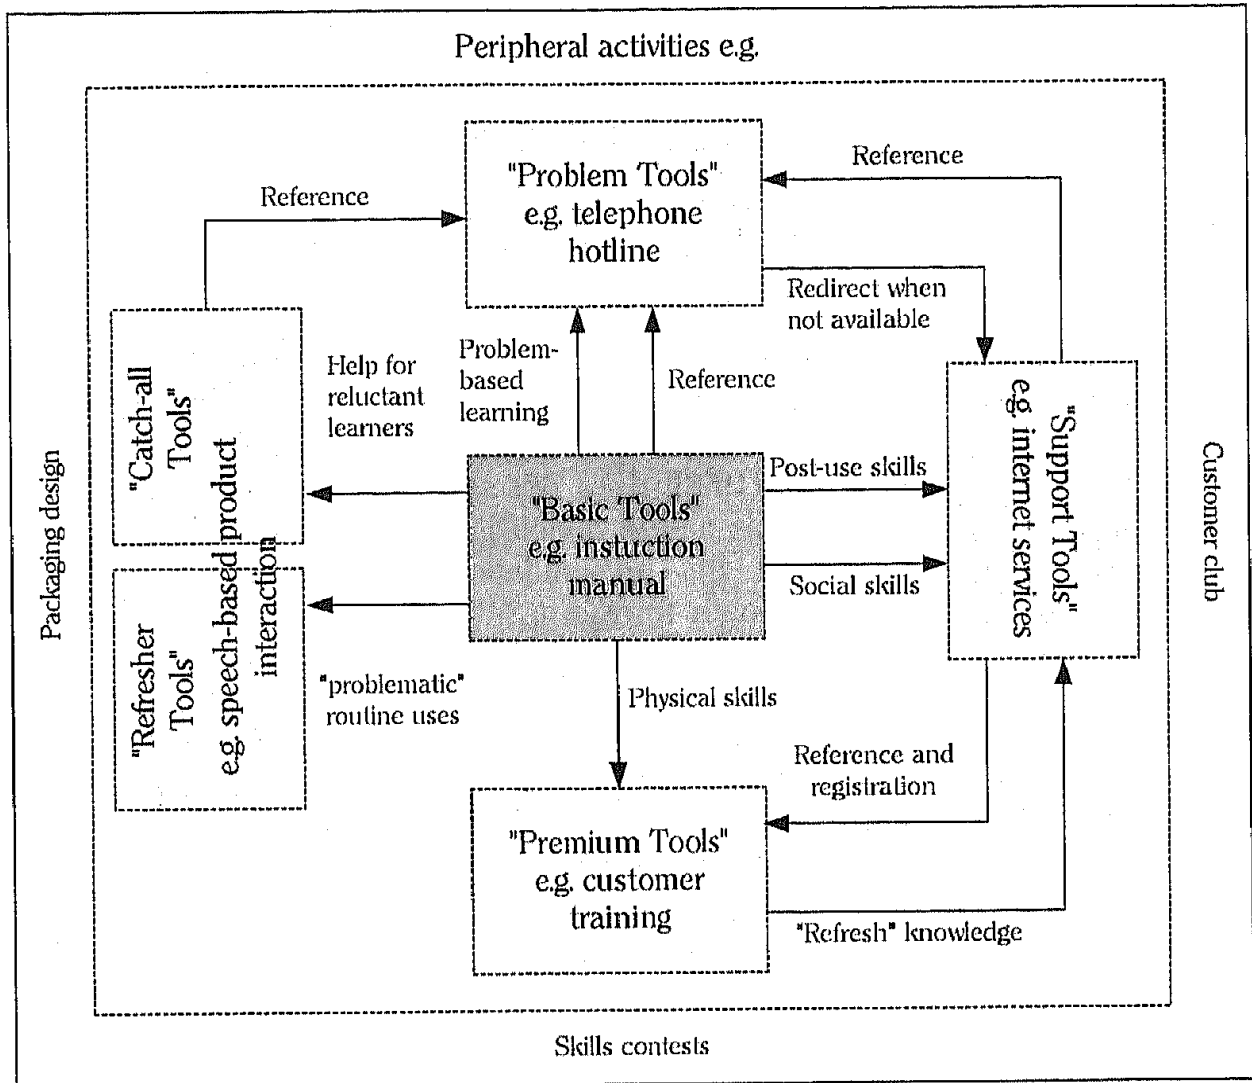 Peripheral activities e.g.
"Problem Tools"
e.g. telephone
hotline
Reference
Reference
Redirect when
not available
"Catch-all
Tools"
Help for
reluctant
learners
Problem-
based
learning
Reference
"Support Tools"
e.g. internet services
Packaging design
Customer club
"Basic Tools"
e.g. instuction
manual
Post-use skills
Social skills
"Refresher
Tools"
e.g. speech-based product
interaction
"problematic"
routine uses
Physical skills
Reference and
registration
"Premium Tools"
e.g. customer
training
"Refresh" knowledge
Skills contests